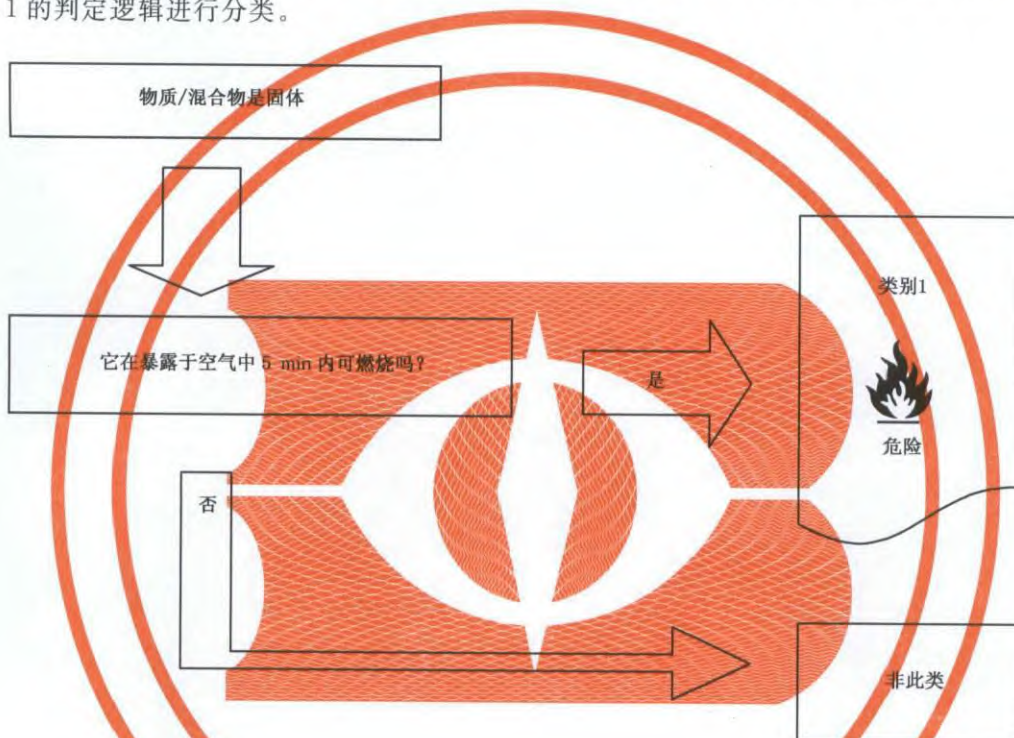 1 的判定逻辑进行分类。
物质/混合物是固体
它在暴露于空气中 5 min 内可燃烧吗?
是
类别1
危险
否
非此类